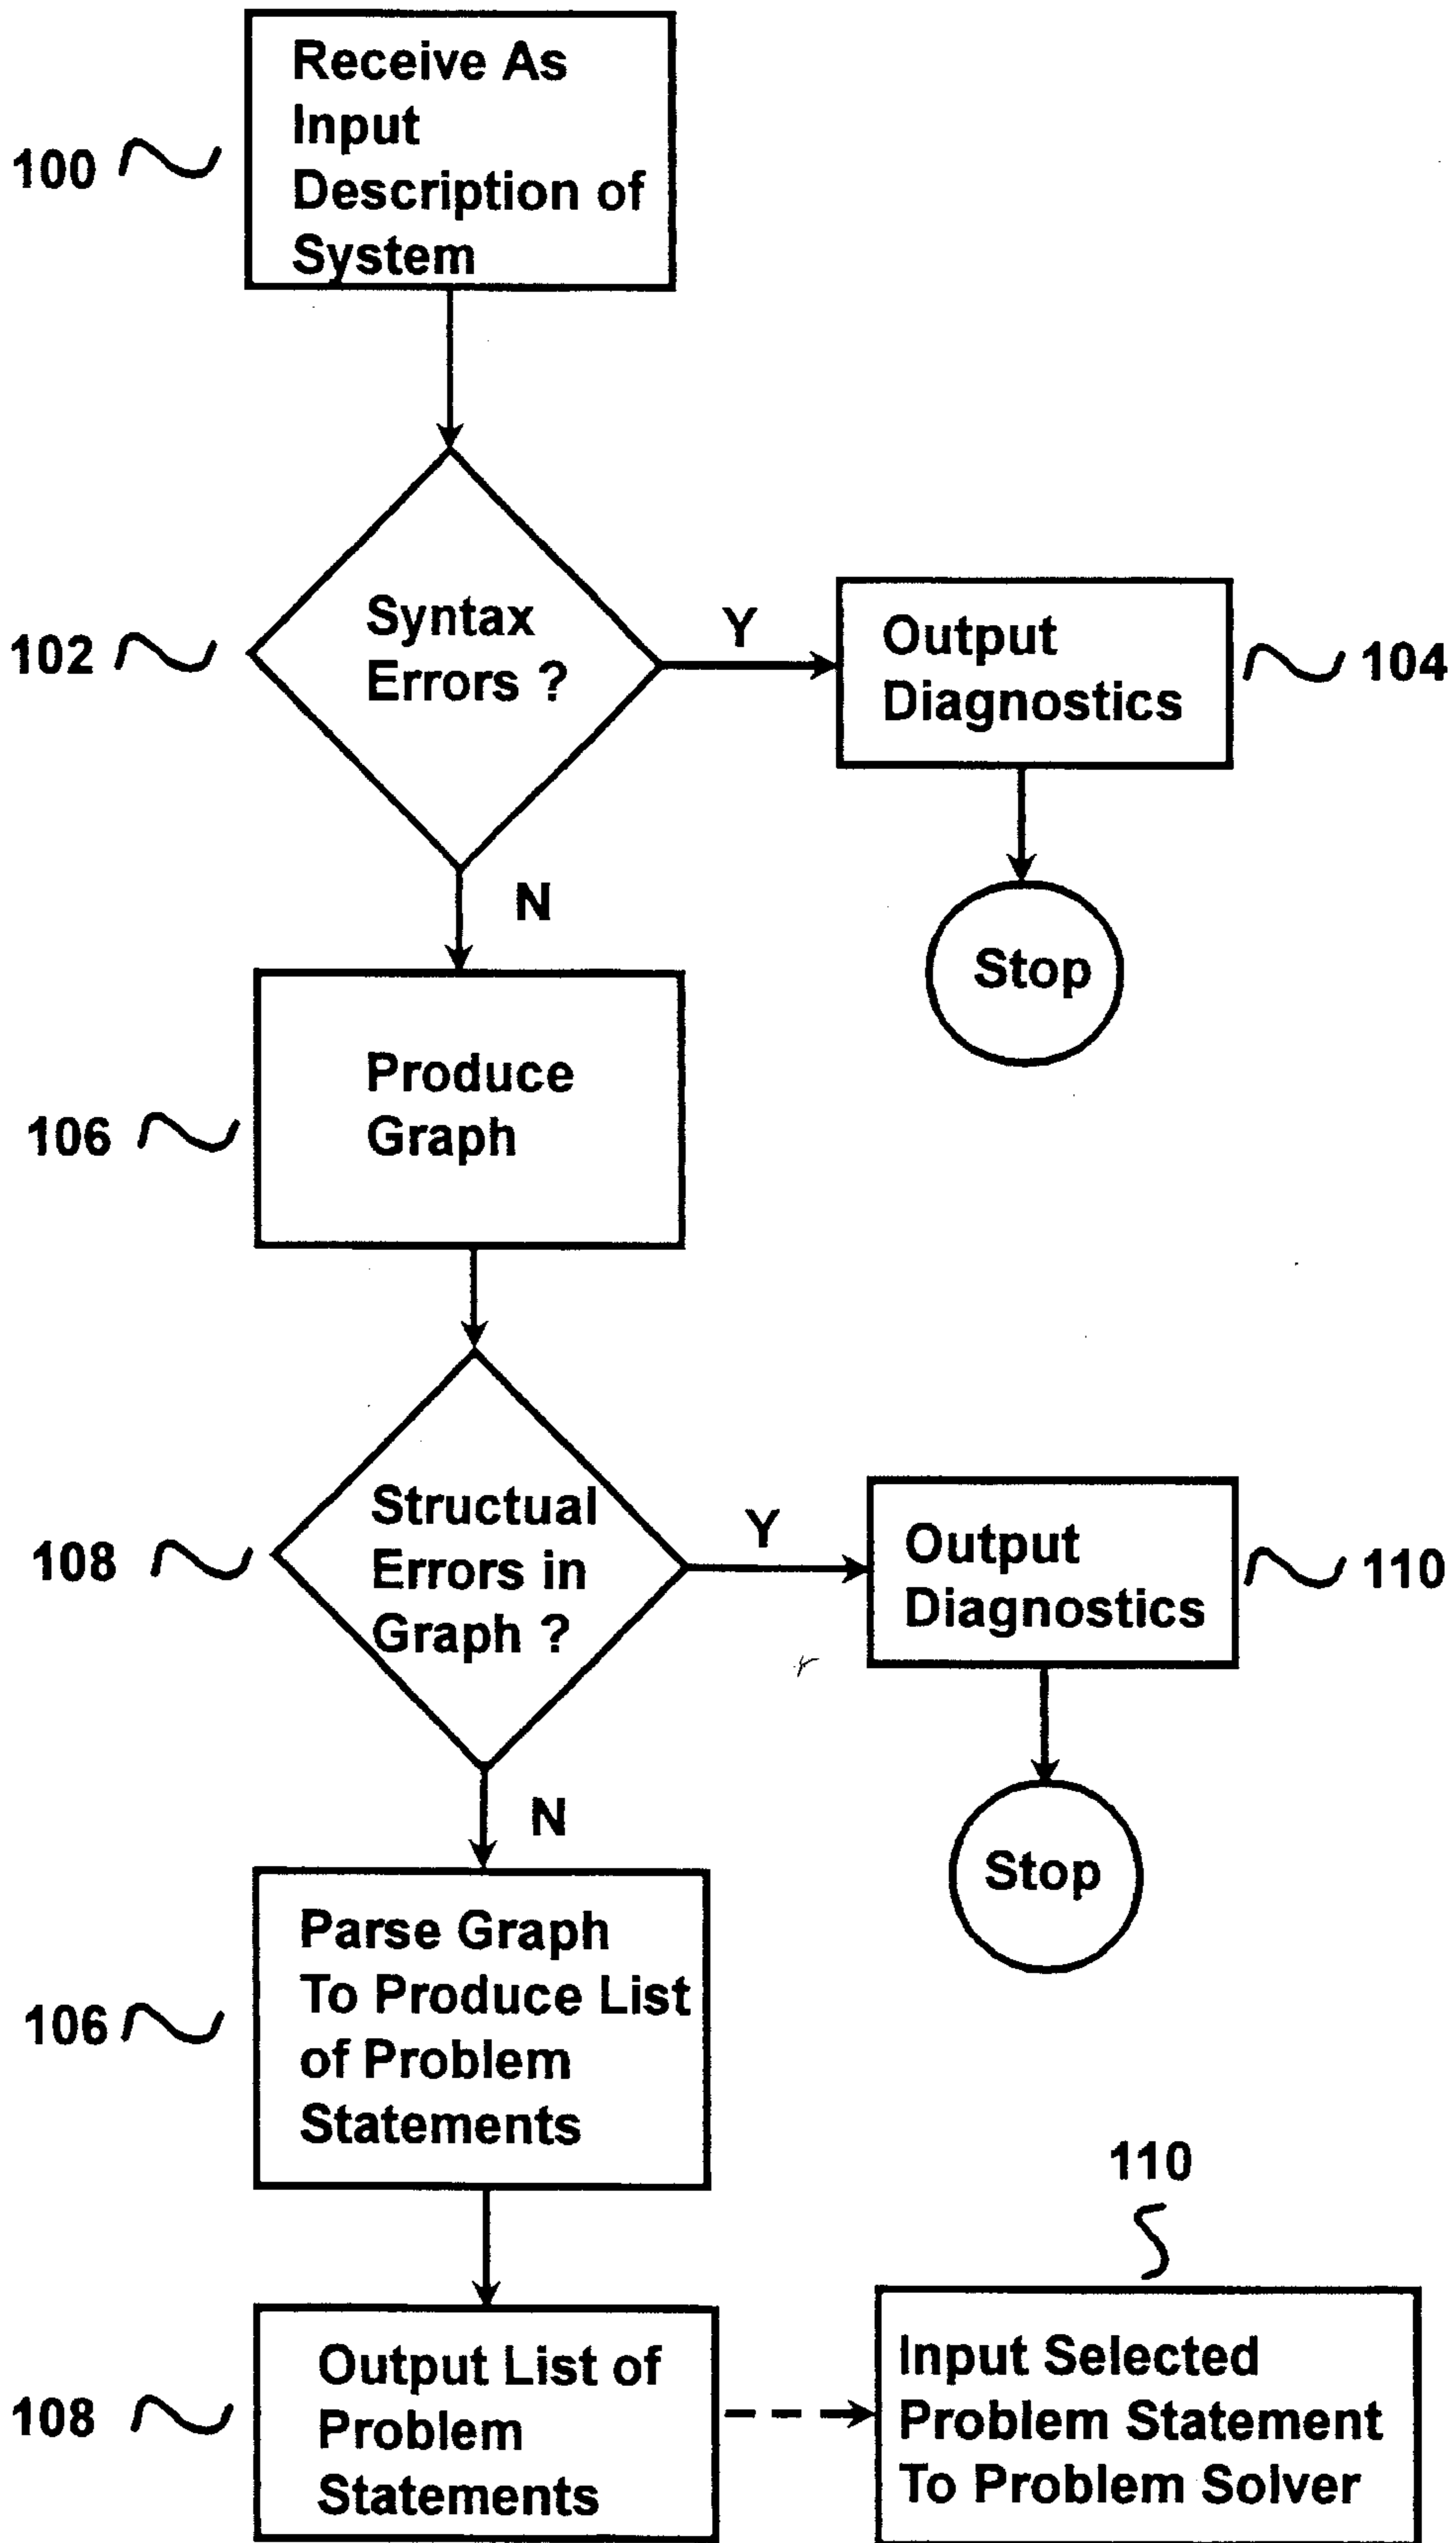 Receive As
Input
Description of
System
100
Syntax
Errors ?
102
Y
Output
Diagnostics
104
Stop
N
Produce
Graph
106
Structual
Errors in
Graph ?
108
Y
Output
Diagnostics
110
Stop
N
Parse Graph
To Produce List
of Problem
Statements
106
Output List of
Problem
Statements
108
110
Input Selected
Problem Statement
To Problem Solver